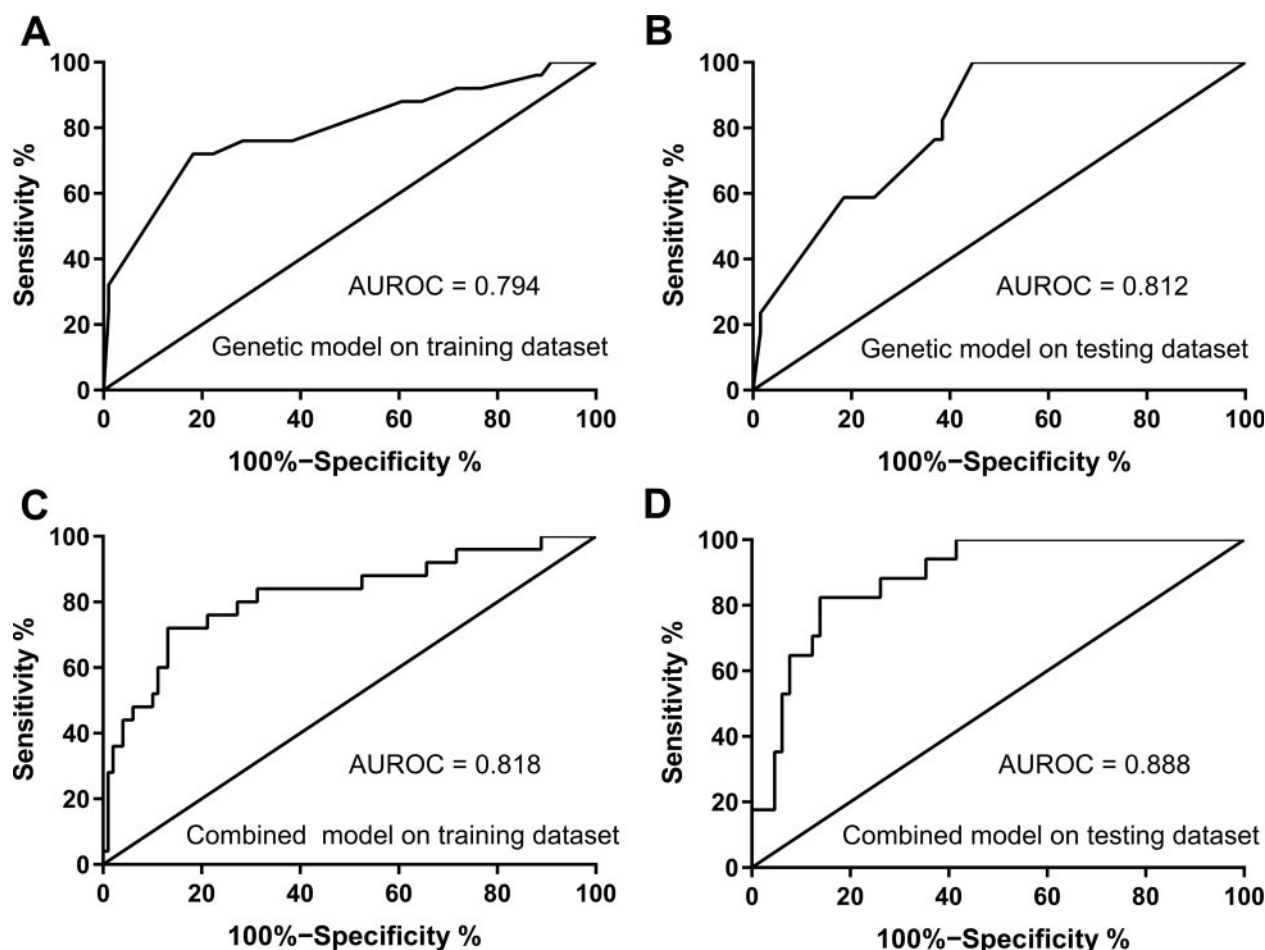 A
100
80
60
40
20
0
Sensitivity %
AUROC = 0.794
Genetic model on training dataset
0 20 40 60 80 100
100%−Specificity %
B
100
80
60
40
20
0
Sensitivity %
AUROC = 0.812
Genetic model on testing dataset
0 20 40 60 80 100
100%−Specificity %
C
100
80
60
40
20
0
Sensitivity %
AUROC = 0.818
Combined model on training dataset
0 20 40 60 80 100
100%−Specificity %
D
100
80
60
40
20
0
Sensitivity %
AUROC = 0.888
Combined model on testing dataset
0 20 40 60 80 100
100%−Specificity %